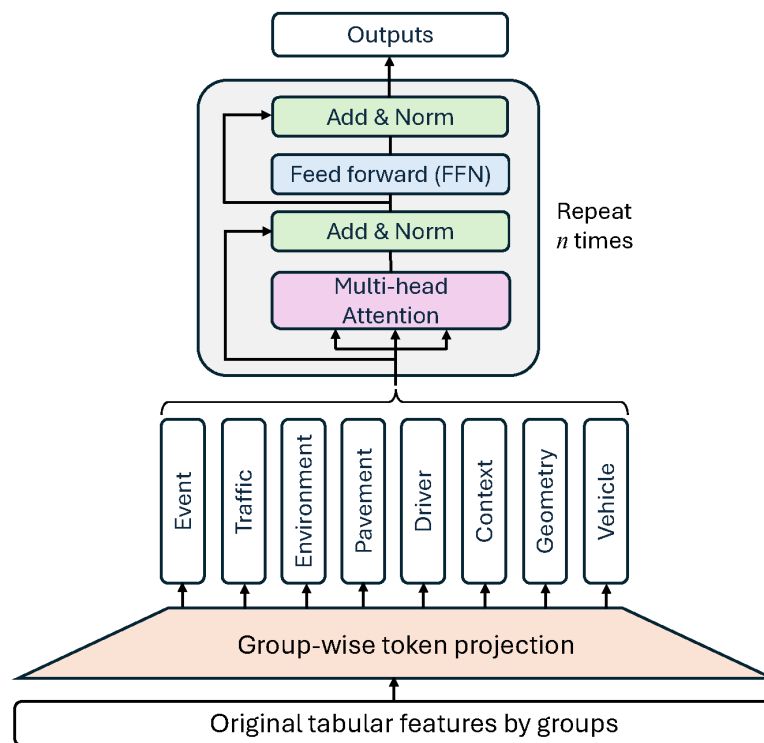 Outputs
Add & Norm
Feed forward (FFN)
Add & Norm
Multi-head
Attention
Repeat
n times
Event
Traffic
Environment
Pavement
Driver
Context
Geometry
Vehicle
Group-wise token projection
Original tabular features by groups